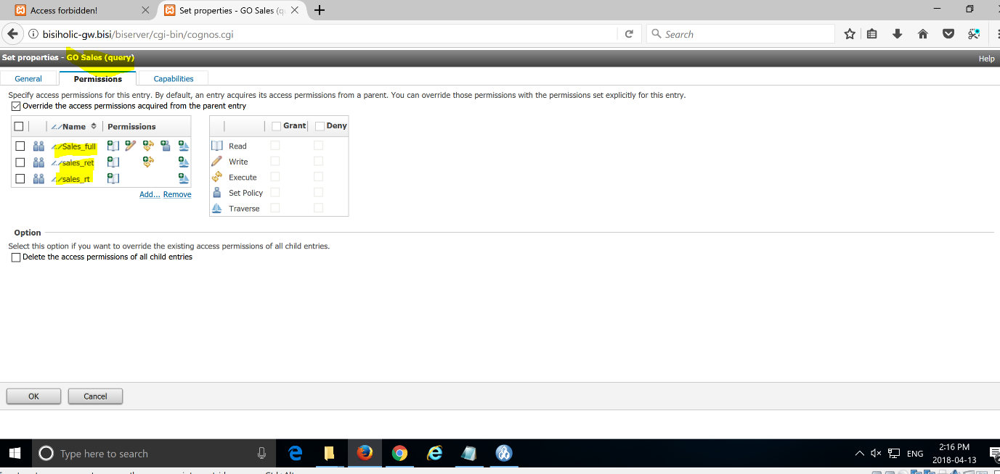 Access forbidden!
Set properties - GO Sales (q
bisiholic-gw.bisi/biserver/cgi-bin/cognos.cgi
Search
Set properties - GO Sales (query)
Help
General
Permissions
Capabilities
Specify access permissions for this entry. By default, an entry acquires its access permissions from a parent. You can override those permissions with the permissions set explicitly for this entry.
Override the access permissions acquired from the parent entry
Name Permissions
Sales_full
sales_ret
sales_rt
Add... Remove
Grant Deny
Read
Write
Execute
Set Policy
Traverse
Option
Select this option if you want to override the existing access permissions of all child entries.
Delete the access permissions of all child entries
OK
Cancel
Type here to search
ENG
2:16 PM
2018-04-13